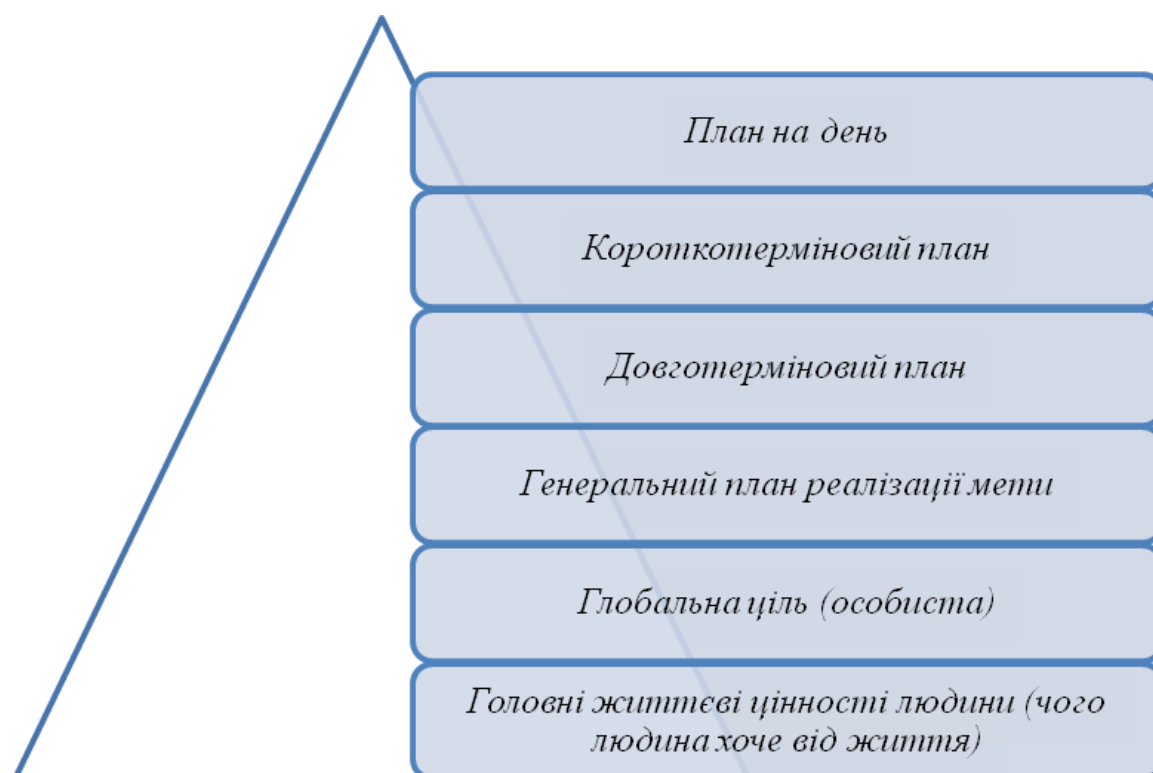 План на день
Короткотерміновий план
Довготерміновий план
Генеральний план реалізації мети
Глобальна ціль (особиста)
Головні життєві цінності людини (чого
людина хоче від життя)